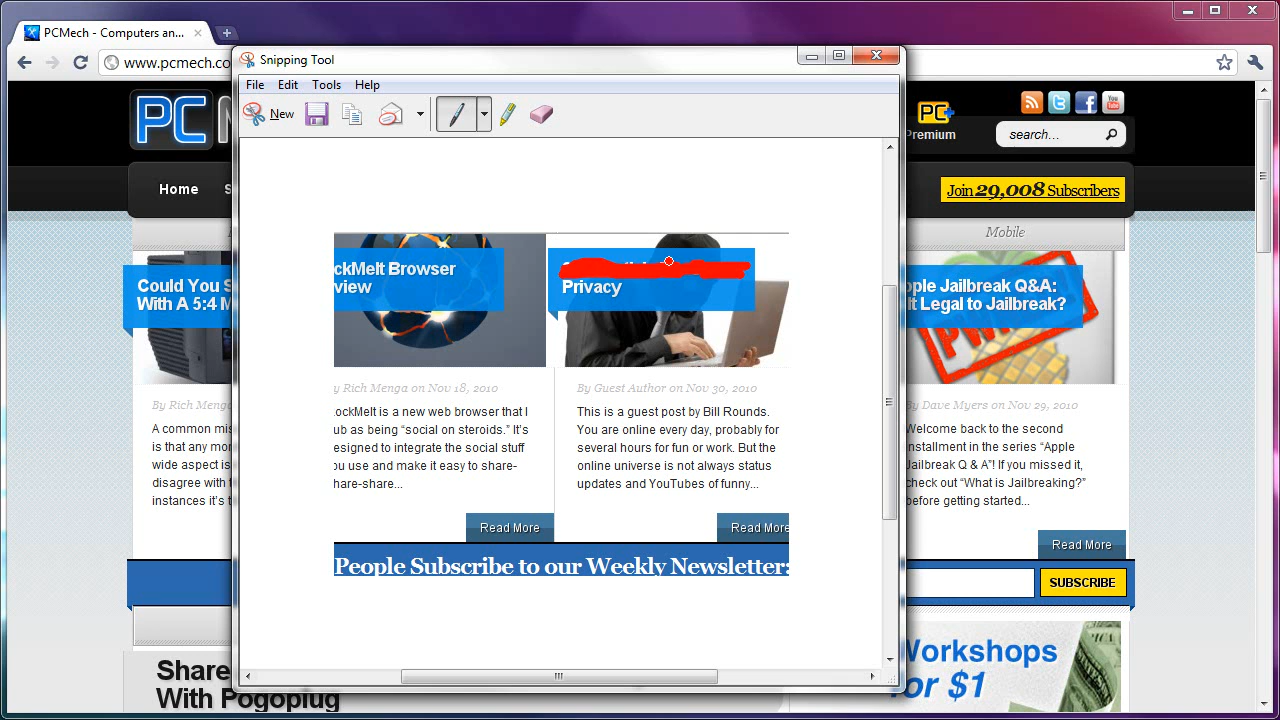 PCMech - Computers an...
www.pcmech.co
Snipping Tool
File Edit Tools Help
New
PC
PC
Premium
search...
Home
Join 29,008 Subscribers
Mobile
Could You S
With A 5:4 M
ckMelt Browser
view
Privacy
ple Jailbreak Q&A:
It Legal to Jailbreak?
By Rich Menga
A common mis
is that any mon
wide aspect is
disagree with t
instances it's t
y Rich Menga on Nov 18, 2010
ockMelt is a new web browser that I
ub as being “social on steroids.” It’s
esigned to integrate the social stuff
ou use and make it easy to share-
hare-share...
Read More
By Guest Author on Nov 30, 2010
This is a guest post by Bill Rounds.
You are online every day, probably for
several hours for fun or work. But the
online universe is not always status
updates and YouTubes of funny...
Read More
By Dave Myers on Nov 29, 2010
Welcome back to the second
installment in the series “Apple
Jailbreak Q & A”! If you missed it,
check out “What is Jailbreaking?”
before getting started...
Read More
People Subscribe to our Weekly Newsletter:
SUBSCRIBE
Share
With Pogoplug
Workshops
for $1